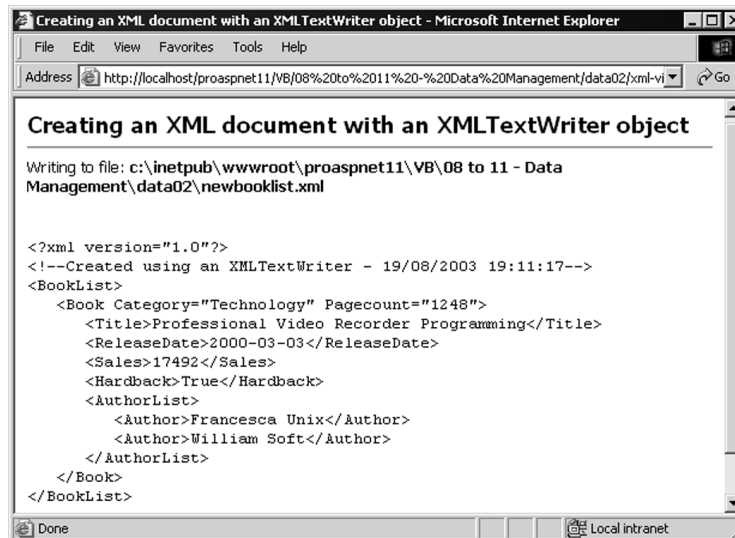 Creating an XML document with an XMLTextWriter object - Microsoft Internet Explorer
File Edit View Favorites Tools Help
Address http://localhost/proaspnet11/VB/08%20to%2011%20-%20Data%20Management/data02/xml-vi Go
Creating an XML document with an XMLTextWriter object
Writing to file: c:\inetpub\wwwroot\proaspnet11\VB\08 to 11 - Data
Management\data02\newbooklist.xml
<?xml version="1.0"?>
<!--Created using an XMLTextWriter - 19/08/2003 19:11:17-->
<BookList>
<Book Category="Technology" Pagecount="1248">
<Title>Professional Video Recorder Programming</Title>
<ReleaseDate>2000-03-03</ReleaseDate>
<Sales>17492</Sales>
<Hardback>True</Hardback>
<AuthorList>
<Author>Francesca Unix</Author>
<Author>William Soft</Author>
</AuthorList>
</Book>
</BookList>
Done Local intranet